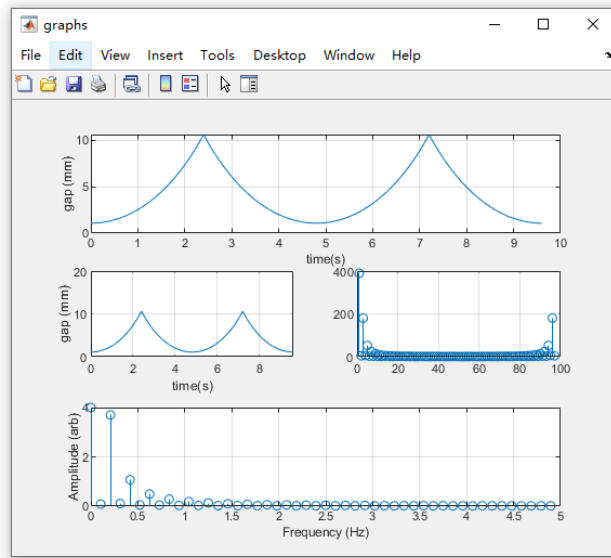 graphs
File Edit View Insert Tools Desktop Window Help
gap (mm)
10
5
0
0 1 2 3 4 5 6 7 8 9 10
time(s)
gap (mm)
20
10
0
0 2 4 6 8
time(s)
400
200
0
0 20 40 60 80 100
Amplitude (arb)
4
2
0
0 0.5 1 1.5 2 2.5 3 3.5 4 4.5 5
Frequency (Hz)